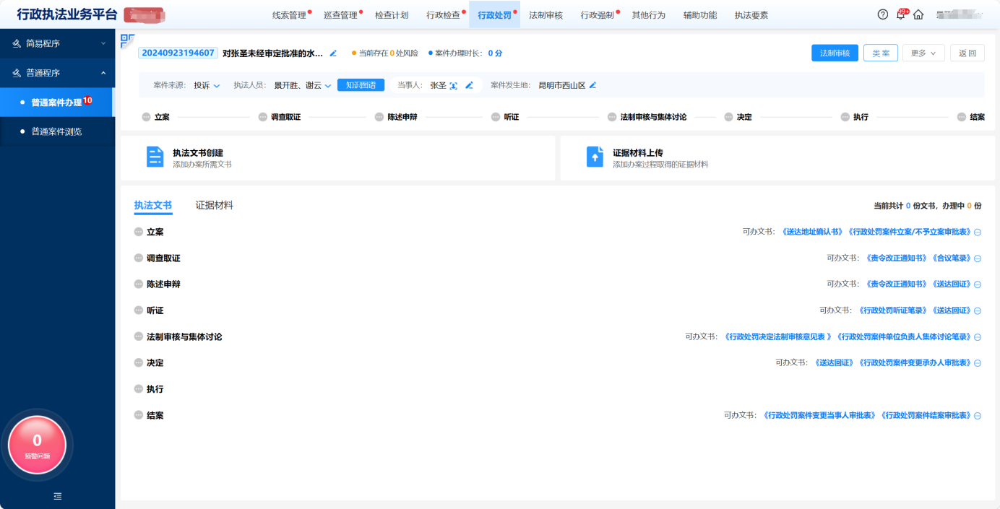 行政执法业务平台
线索管理 巡查管理 检查计划 行政检查 行政处罚 法制审核 行政强制 其他行为 辅助功能 执法要素
99+
简易程序
普通程序
普通案件办理 10
普通案件浏览
0
预警问题
20240923194607 对张圣未经审定批准的水... 当前存在0处风险 案件办理时长: 0 分
法制审核 类 案 更多 返 回
案件来源: 投诉 执法人员: 景开胜、谢云 知识图谱 当事人: 张圣 案件发生地: 昆明市西山区
立案 调查取证 陈述申辩 听证 法制审核与集体讨论 决定 执行 结案
执法文书创建
添加办案所需文书
证据材料上传
添加办案过程取得的证据材料
执法文书 证据材料 当前共计 0 份文书，办理中 0 份
立案 可办文书: 《送达地址确认书》《行政处罚案件立案/不予立案审批表》
调查取证 可办文书: 《责令改正通知书》《合议笔录》
陈述申辩 可办文书: 《责令改正通知书》《送达回证》
听证 可办文书: 《行政处罚听证笔录》《送达回证》
法制审核与集体讨论 可办文书: 《行政处罚决定法制审核意见表 》《行政处罚案件单位负责人集体讨论笔录》
决定 可办文书: 《送达回证》《行政处罚案件变更承办人审批表》
执行
结案 可办文书: 《行政处罚案件变更当事人审批表》《行政处罚案件结案审批表》